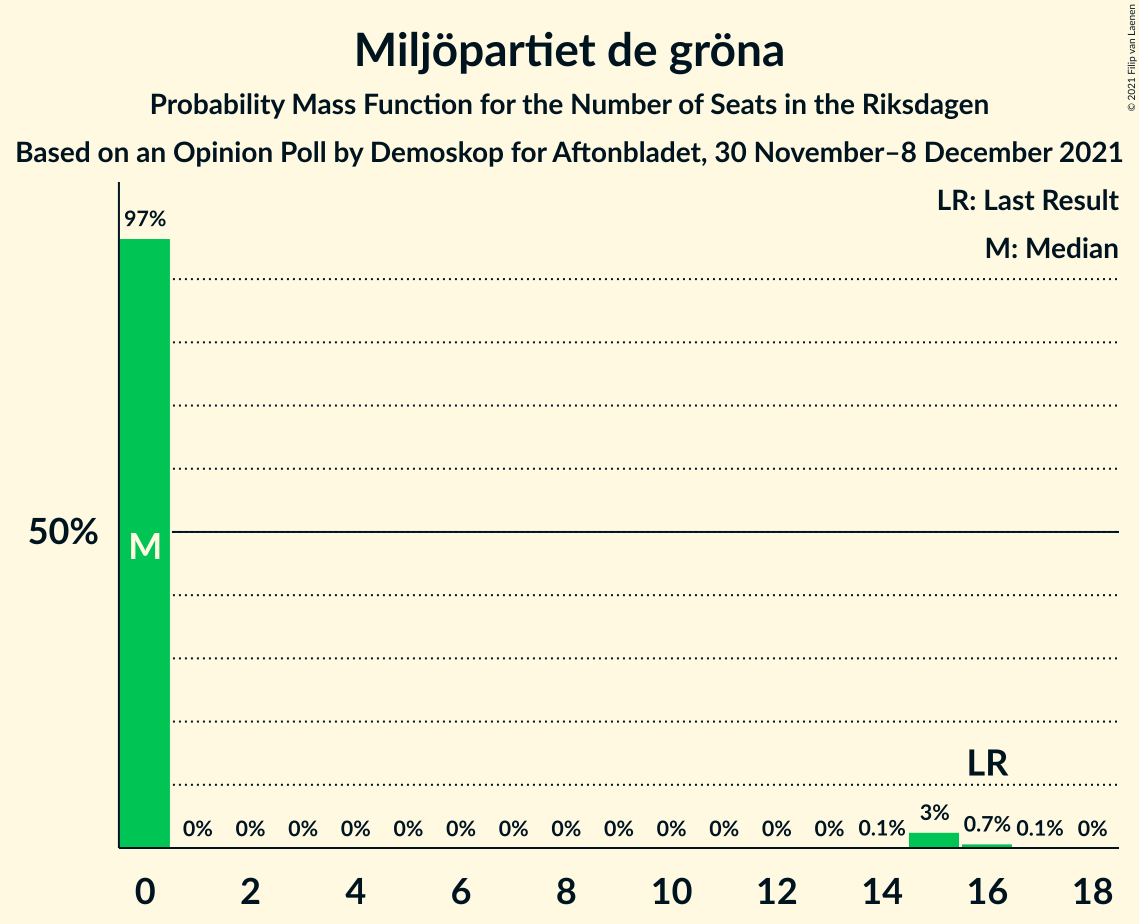 Miljöpartiet de gröna
Probability Mass Function for the Number of Seats in the Riksdagen
Based on an Opinion Poll by Demoskop for Aftonbladet, 30 November–8 December 2021
© 2021 Filip van Laenen
LR: Last Result
M: Median
97%
50%
M
LR
0% 0% 0% 0% 0% 0% 0% 0% 0% 0% 0% 0% 0% 0.1% 3% 0.7% 0.1% 0%
0 2 4 6 8 10 12 14 16 18